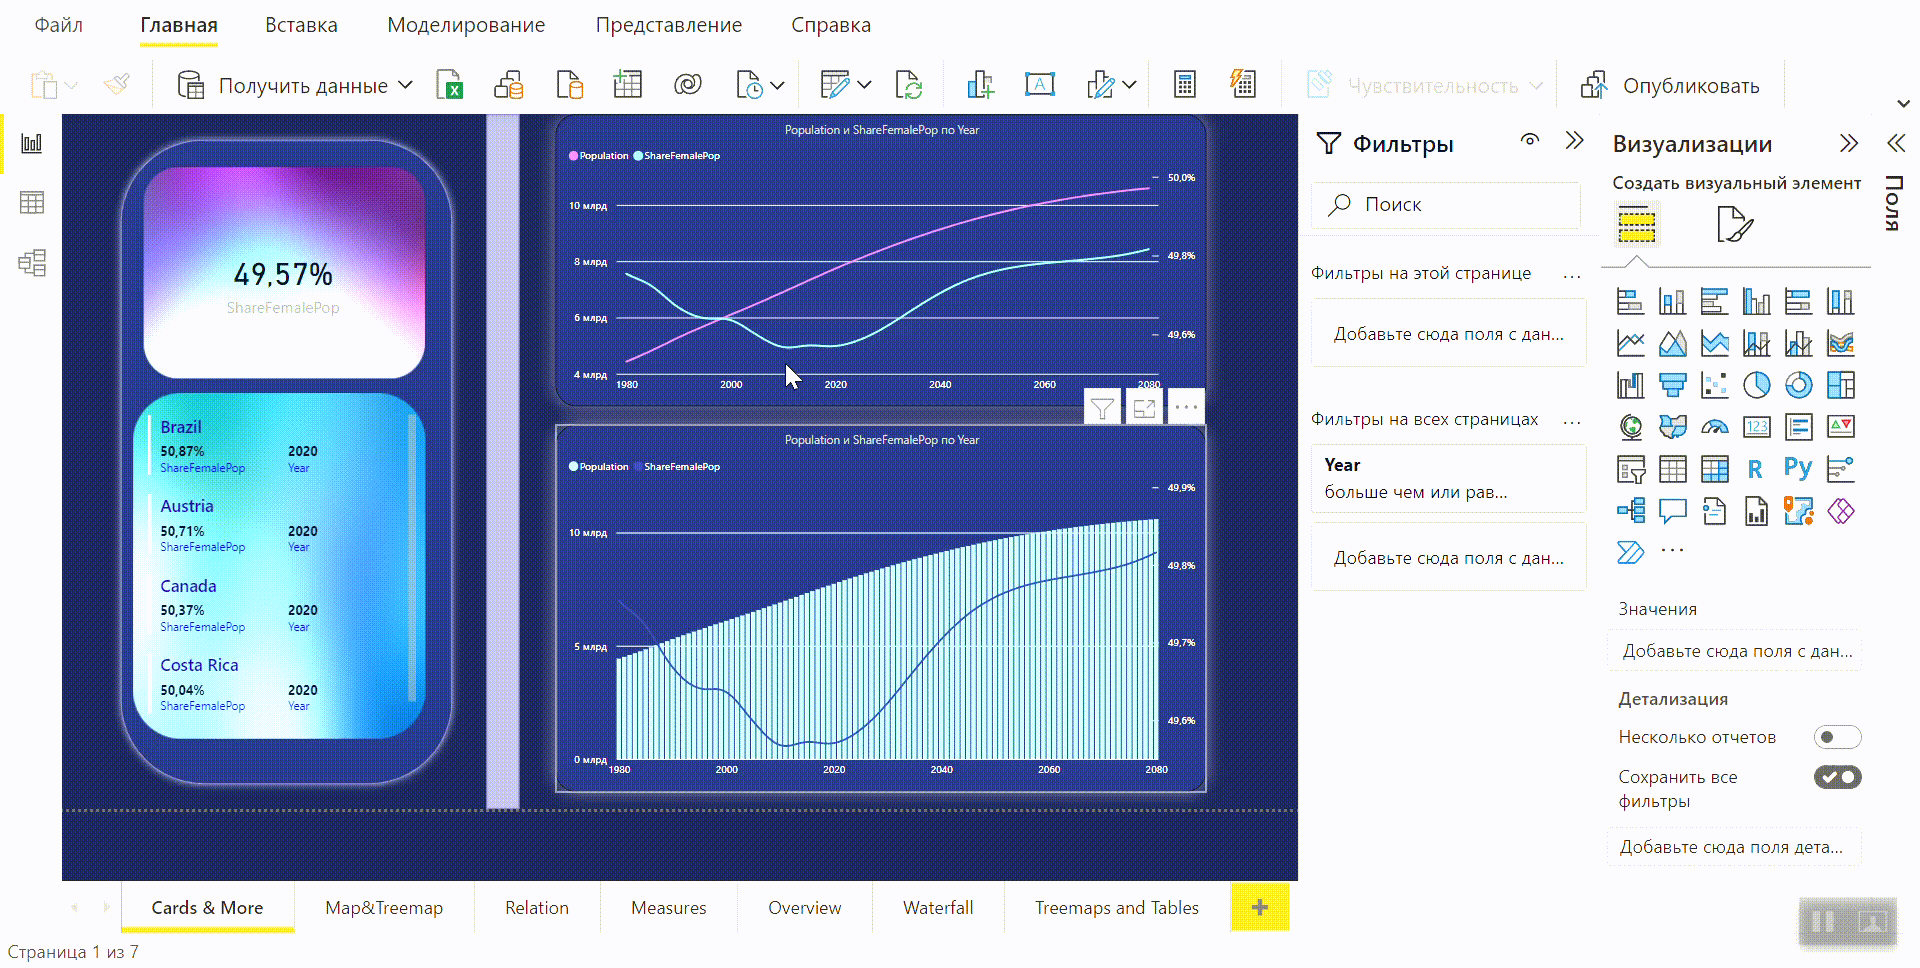 Файл Главная Вставка Моделирование Представление Справка
Получить данные Чувствительность Опубликовать
49,57%
ShareFemalePop
Brazil
50,87% 2020
ShareFemalePop Year
Austria
50,71% 2020
ShareFemalePop Year
Canada
50,37% 2020
ShareFemalePop Year
Costa Rica
50,04% 2020
ShareFemalePop Year
Population и ShareFemalePop по Year
Population ShareFemalePop
50,0%
10 млрд
49,8%
8 млрд
6 млрд
49,6%
4 млрд
1980 2000 2020 2040 2060 2080
Population и ShareFemalePop по Year
Population ShareFemalePop
49,9%
10 млрд
49,8%
5 млрд
49,7%
49,6%
0 млрд
1980 2000 2020 2040 2060 2080
Фильтры
Поиск
Фильтры на этой странице ...
Добавьте сюда поля с дан...
Фильтры на всех страницах ...
Year
больше чем или рав...
Добавьте сюда поля с дан...
Визуализации
Создать визуальный элемент
123
R Py
...
Значения
Добавьте сюда поля с дан...
Детализация
Несколько отчетов
Сохранить все
фильтры
Добавьте сюда поля дета...
Поля
Cards & More Map&Treemap Relation Measures Overview Waterfall Treemaps and Tables +
Страница 1 из 7